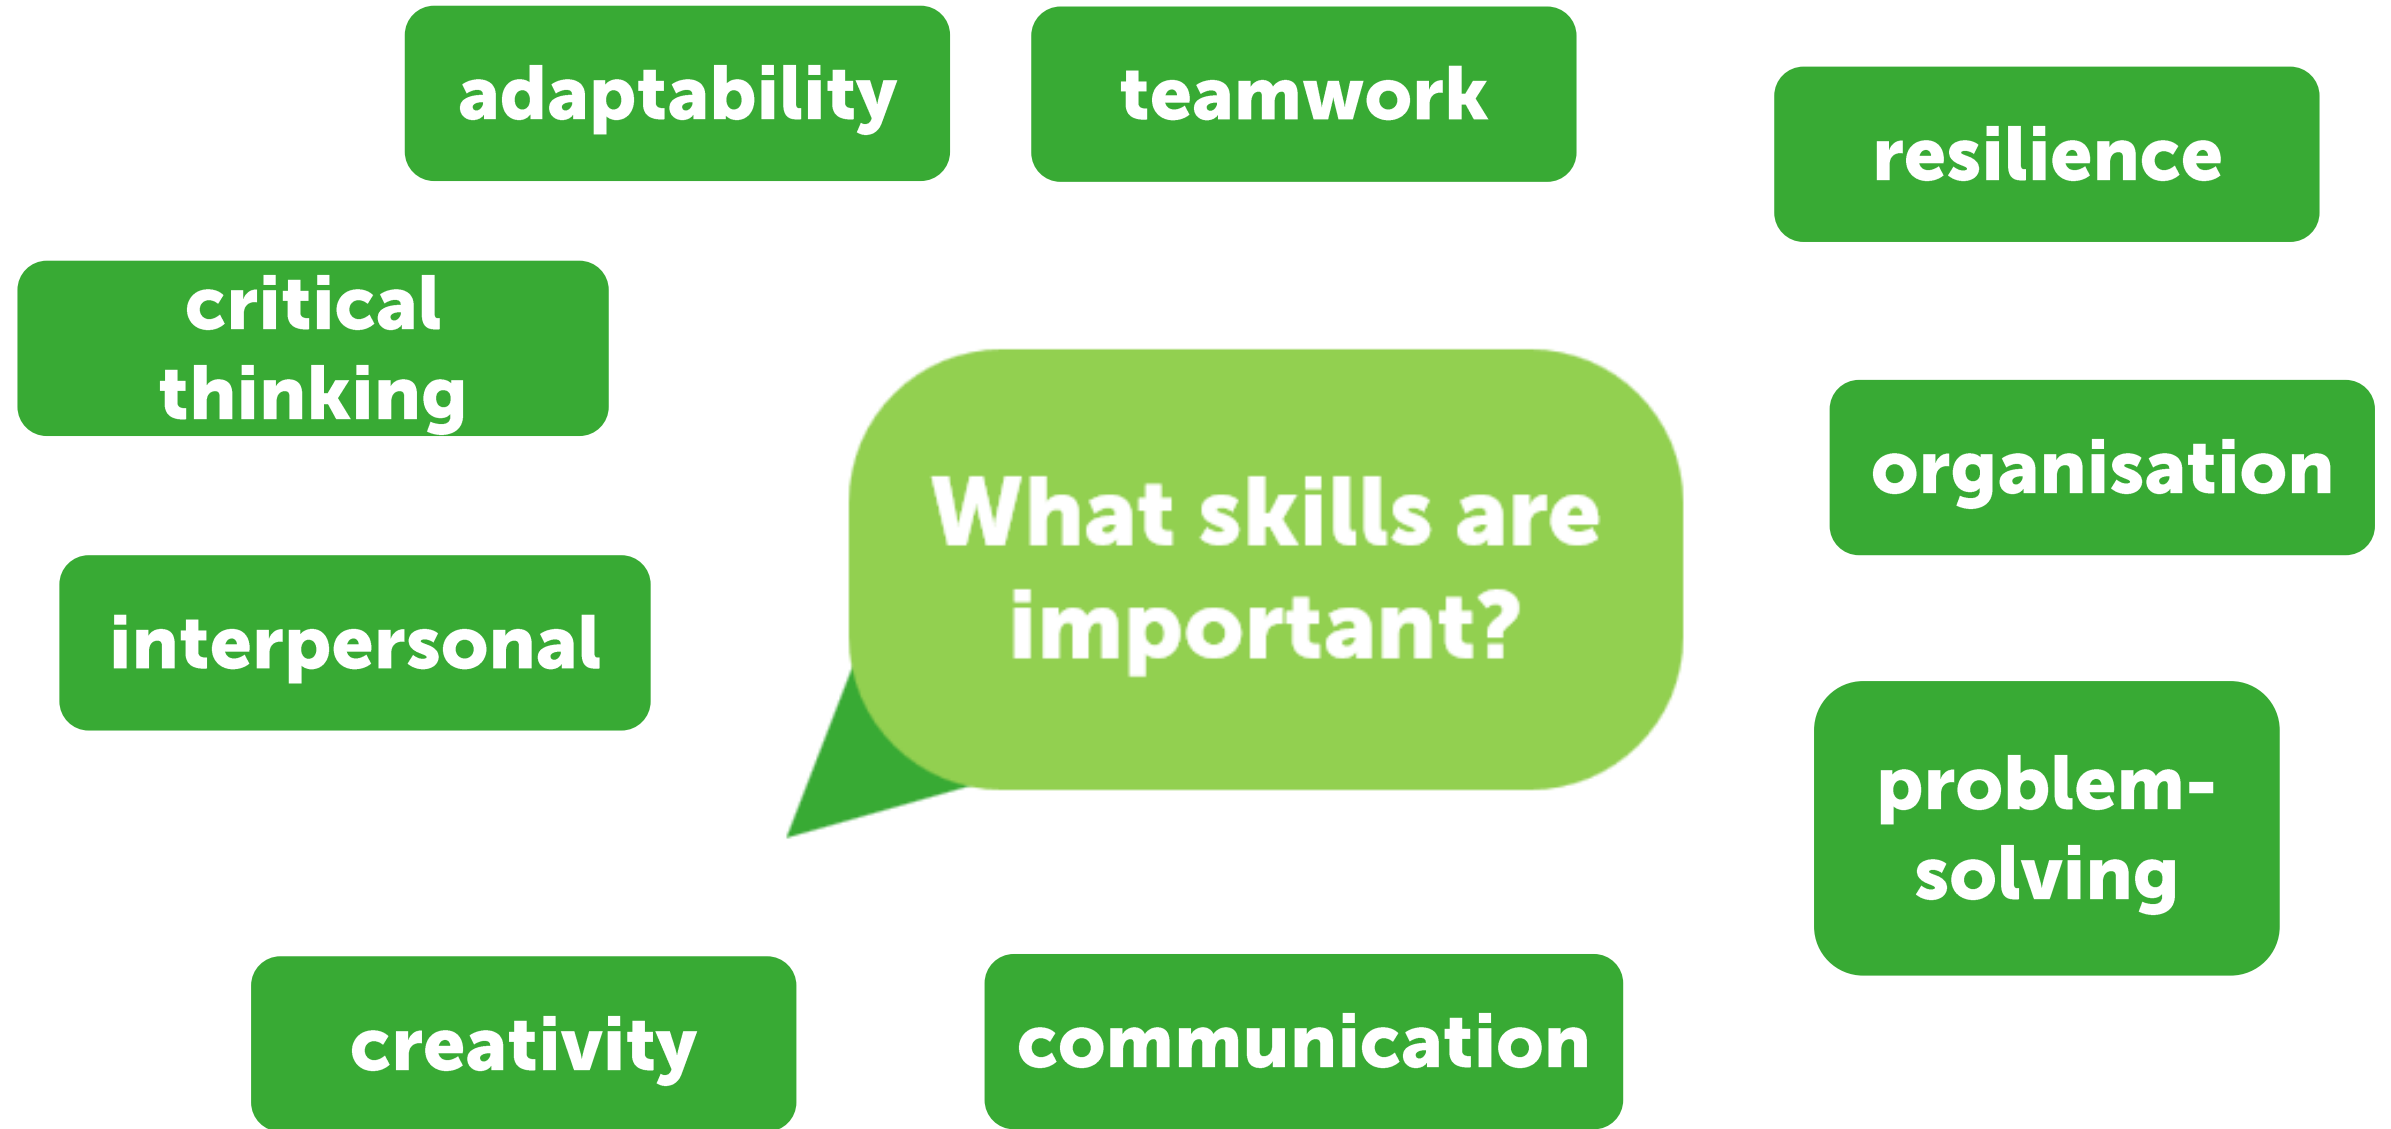 adaptability
teamwork
resilience
critical
thinking
What skills are
important?
organisation
interpersonal
problem-
solving
creativity
communication